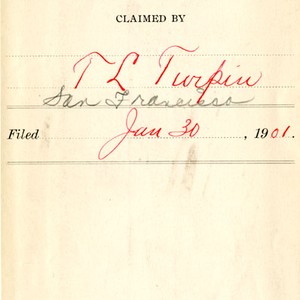 CLAIMED BY
T L Turpin
San Francisco
Filed Jan 30, 1901.